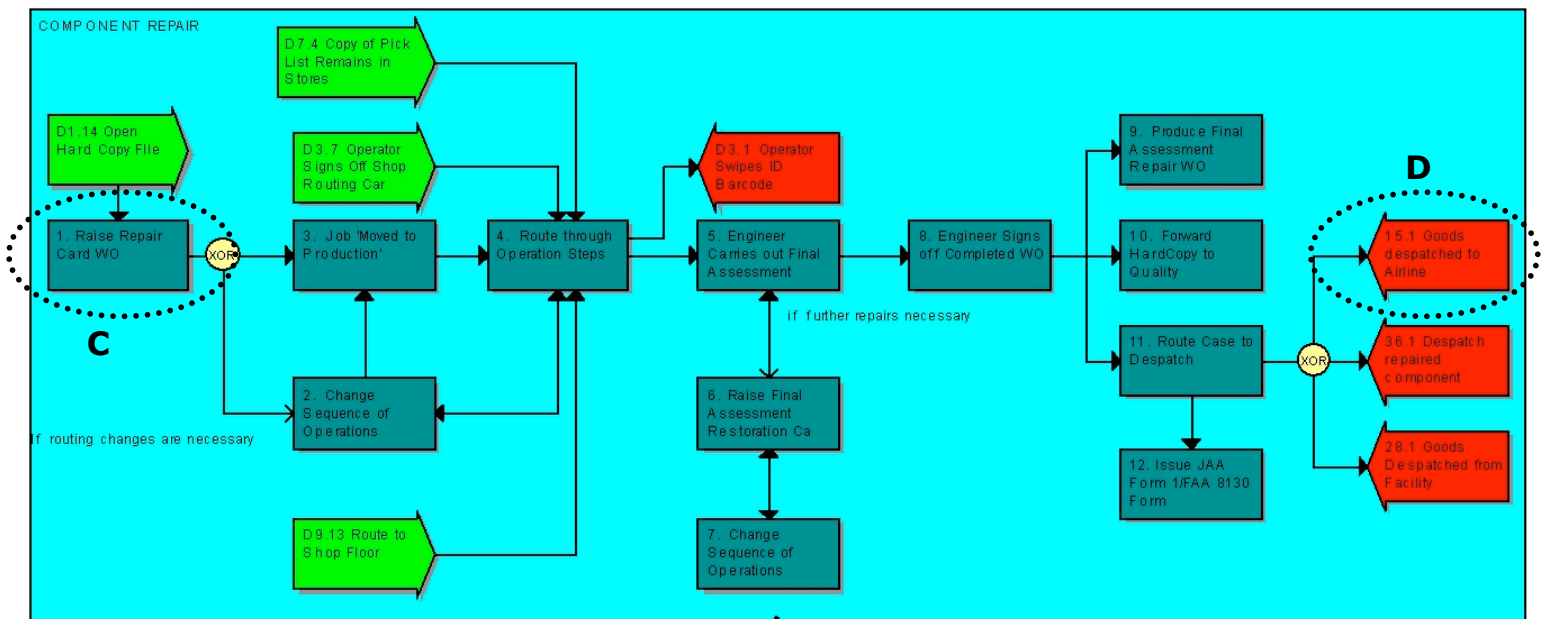 COMPONENT REPAIR
D7.4 Copy of Pick
List Remains in
Stores
D1.14 Open
Hard Copy FIle
D3.7 Operator
Signs Off Shop
Routing Car
D3.1 Operator
Swipes ID
Barcode
9. Produce Final
Assessment
Repair WO
D
1. Raise Repair
Card WO
XOR
3. Job 'Moved to
Production'
4. Route through
Operation Steps
5. Engineer
Carries out Final
Assessment
8. Engineer Signs
off Completed WO
10. Forward
HardCopy to
Quality
15.1 Goods
despatched to
Airline
C
if further repairs necessary
11. Route Case to
Despatch
XOR
36.1 Despatch
repaired
component
2. Change
Sequence of
Operations
If routing changes are necessary
6. Raise Final
Assessment
Restoration Ca
28.1 Goods
Despatched from
Facility
12. Issue JAA
Form 1/FAA 8130
Form
D9.13 Route to
Shop Floor
7. Change
Sequence of
Operations